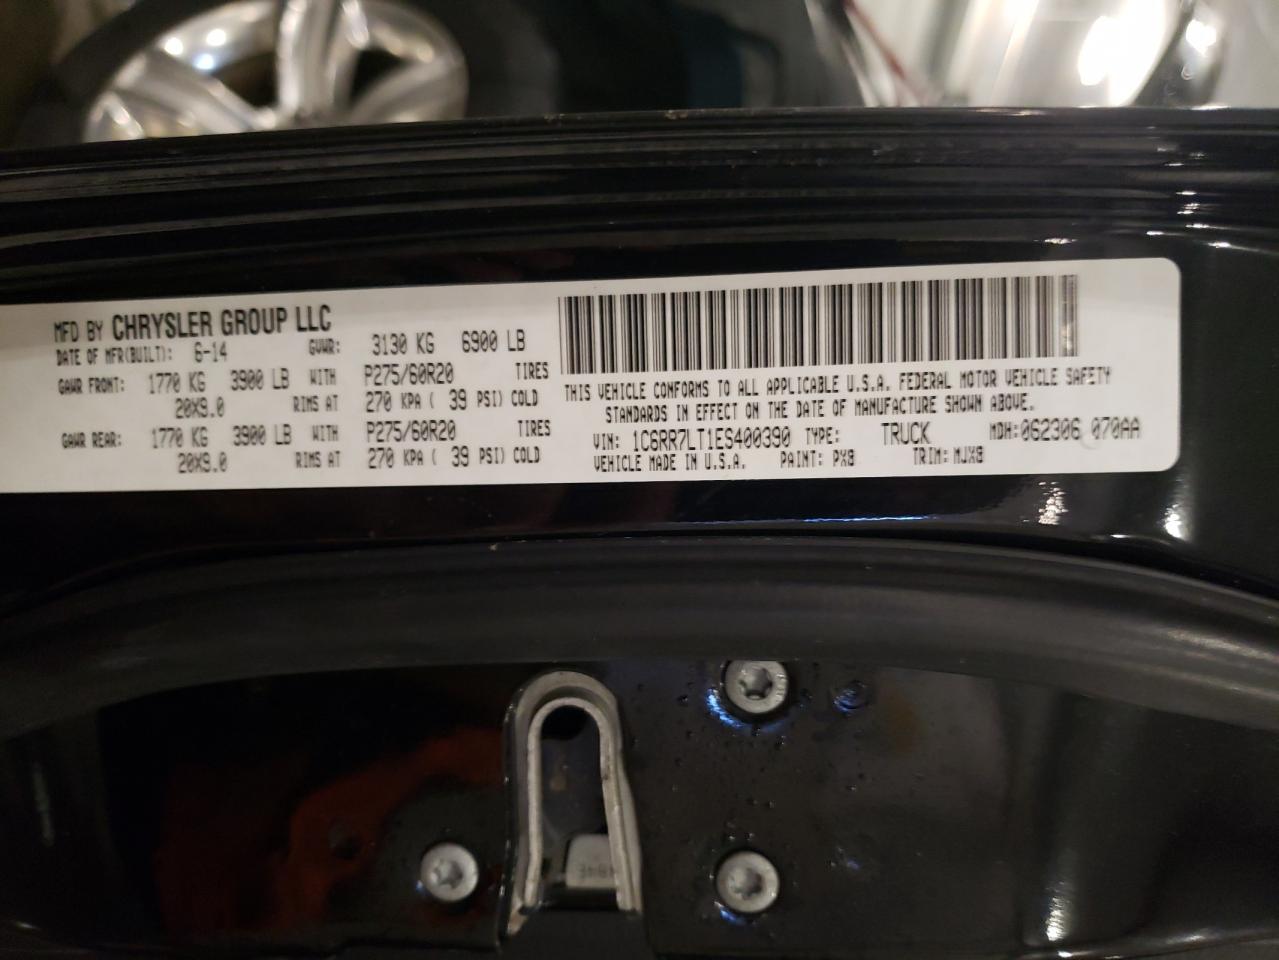 MFD BY CHRYSLER GROUP LLC
DATE OF MFR(BUILT): 6-14 GVWR: 3130 KG 6900 LB
GAWR FRONT: 1770 KG 3900 LB WITH P275/60R20 TIRES
20X9.0 RIMS AT 270 KPA ( 39 PSI) COLD
GAWR REAR: 1770 KG 3900 LB WITH P275/60R20 TIRES
20X9.0 RIMS AT 270 KPA ( 39 PSI) COLD
THIS VEHICLE CONFORMS TO ALL APPLICABLE U.S.A. FEDERAL MOTOR VEHICLE SAFETY
STANDARDS IN EFFECT ON THE DATE OF MANUFACTURE SHOWN ABOVE.
VIN: 1C6RR7LT1ES400390 TYPE: TRUCK MDH:062306 070AA
VEHICLE MADE IN U.S.A. PAINT: PX8 TRIM: MJX8